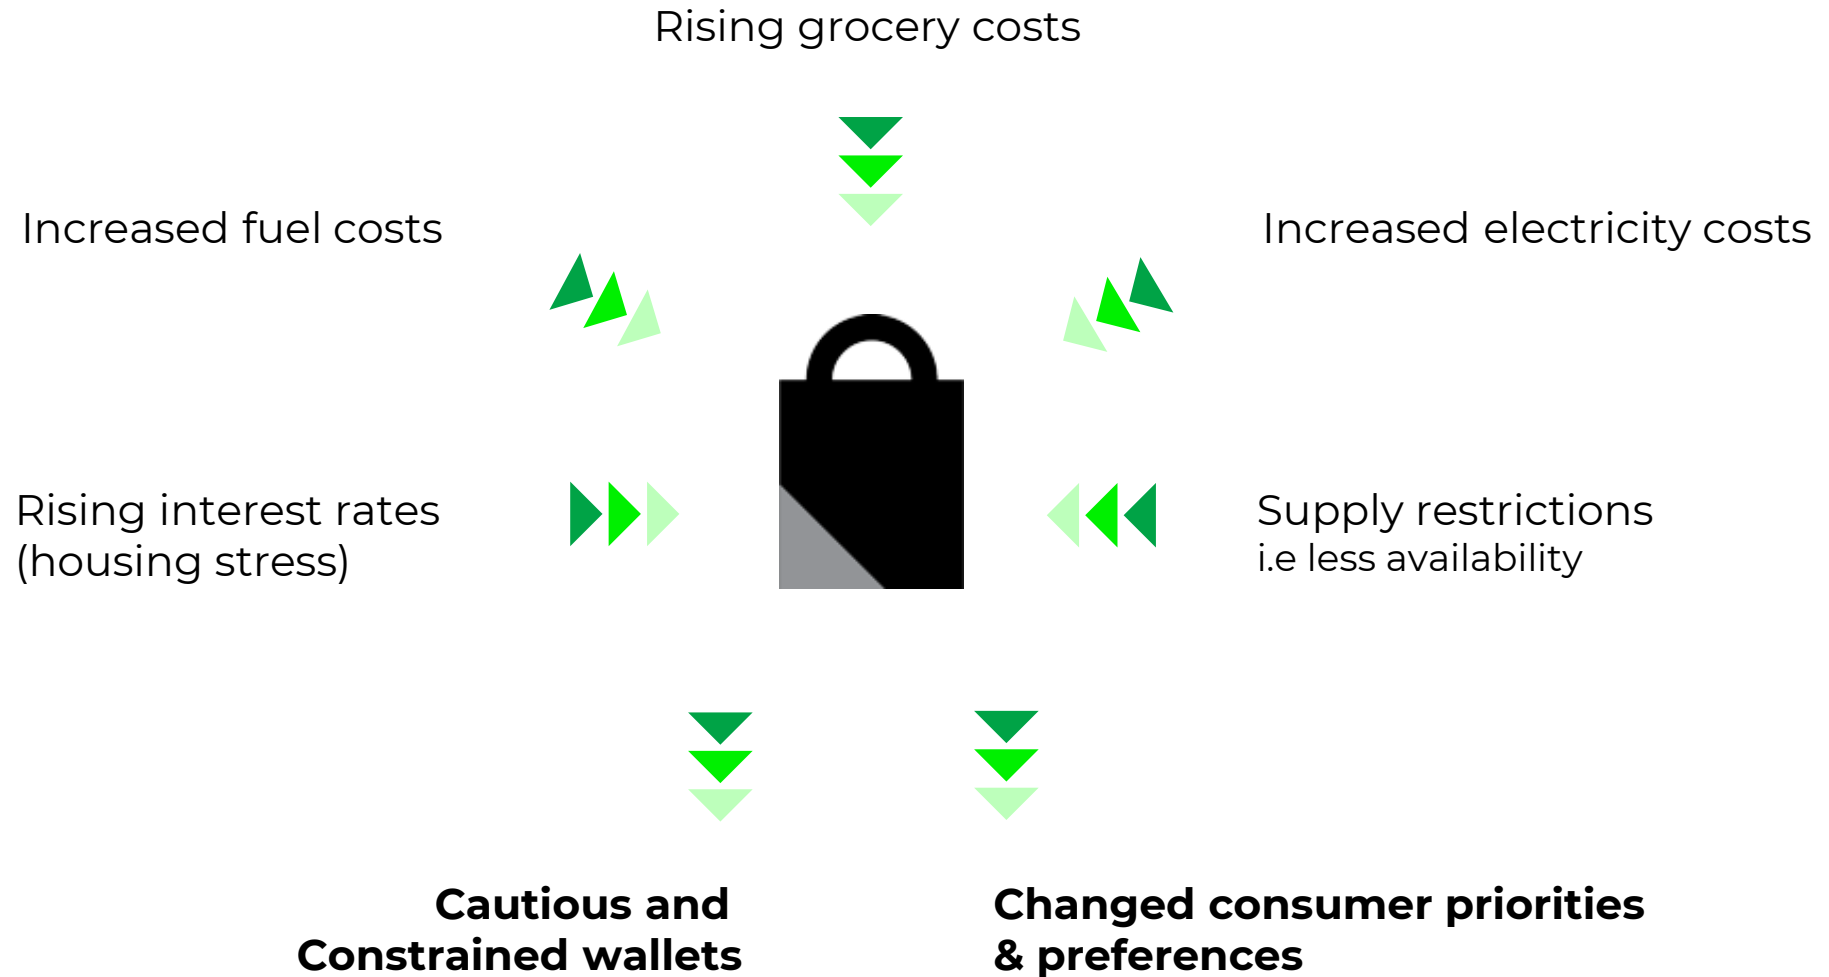 Rising grocery costs
Increased fuel costs
Increased electricity costs
Rising interest rates
(housing stress)
Supply restrictions
i.e less availability
Cautious and
Constrained wallets
Changed consumer priorities
& preferences